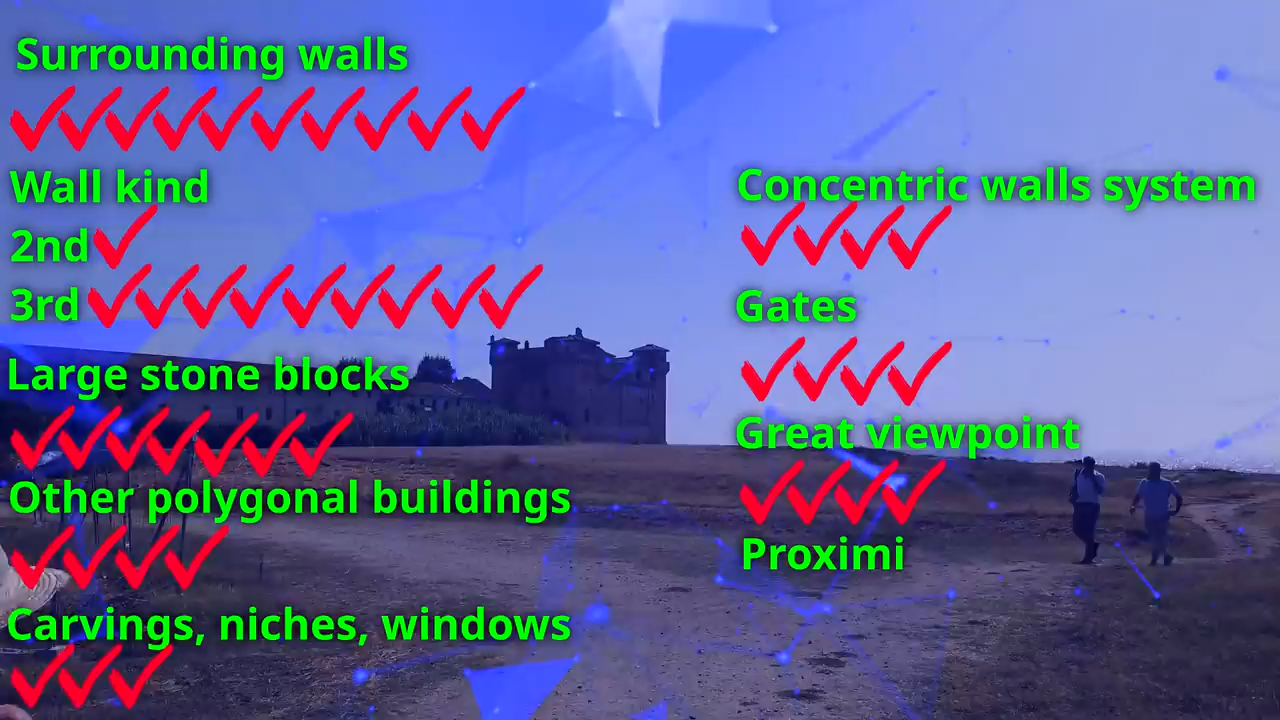 Surrounding walls
Wall kind
2nd
3rd
Large stone blocks
Other polygonal buildings
Carvings, niches, windows
Concentric walls system
Gates
Great viewpoint
Proximi